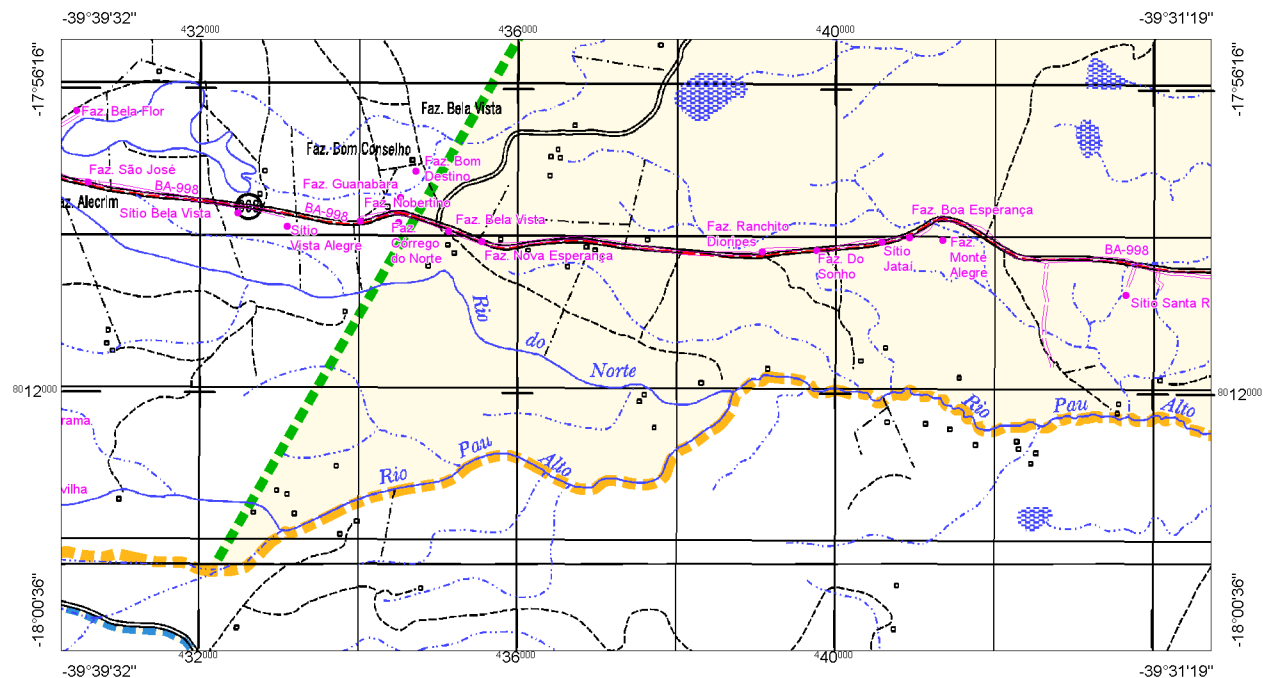 -39°39'32"
-39°31'19"
432000
436000
440000
-17°56'16"
-17°56'16"
Faz. Bela Flor
Faz. Bela Vista
Faz. Bom Conselho
Faz. Bom
Destino
Faz. São José
BA-998
Faz. Guanabara
Faz. Nobertino
z. Alecrim
Sítio Bela Vista
BA-998
Faz. Bela Vista
Faz. Boa Esperança
Sítio
Vista Alegre
Faz.
Córrego
do Norte
Faz. Nova Esperança
Faz. Ranchito
Dioripes
Faz. Do
Sonho
Sítio
Jataí
Faz.
Monte
Alegre
BA-998
Sítio Santa R
Rio
do
Norte
8012000
8012000
rama
Rio
Pau
Alto
Rio
Pau
Alto
vilha
-18°00'36"
-18°00'36"
432000
436000
440000
-39°39'32"
-39°31'19"